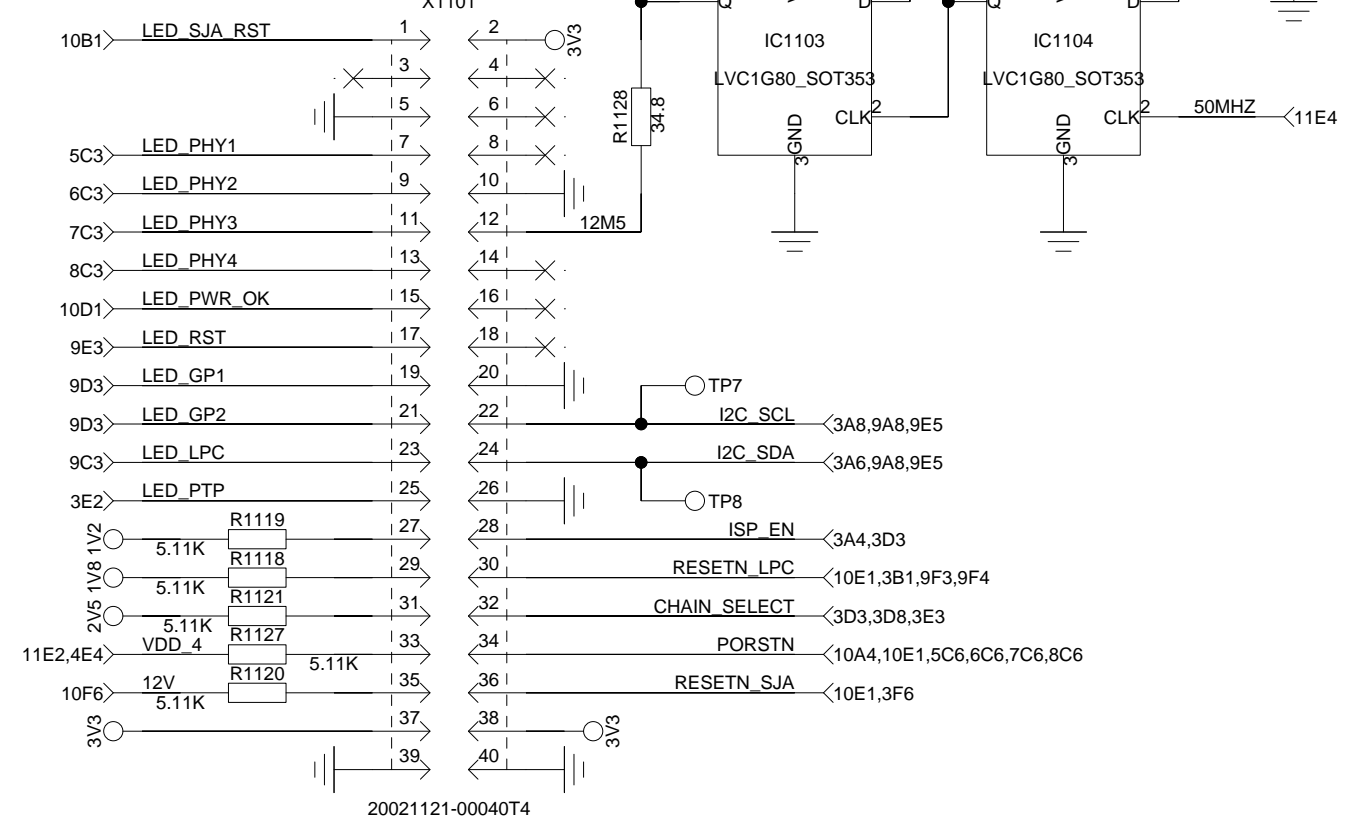 X1101
Q D Q D
10B1 LED_SJA_RST 1 2 3V3 IC1103 IC1104
3 4 LVC1G80_SOT353 LVC1G80_SOT353
5 6 R1128 34.8 CLK 2 CLK 2 50MHZ 11E4
5C3 LED_PHY1 7 8 GND 3 GND 3
6C3 LED_PHY2 9 10
7C3 LED_PHY3 11 12 12M5
8C3 LED_PHY4 13 14
10D1 LED_PWR_OK 15 16
9E3 LED_RST 17 18
9D3 LED_GP1 19 20 TP7
9D3 LED_GP2 21 22 I2C_SCL 3A8,9A8,9E5
9C3 LED_LPC 23 24 I2C_SDA 3A6,9A8,9E5
3E2 LED_PTP 25 26 TP8
1V2 5.11K R1119 27 28 ISP_EN 3A4,3D3
1V8 5.11K R1118 29 30 RESETN_LPC 10E1,3B1,9F3,9F4
2V5 5.11K R1121 31 32 CHAIN_SELECT 3D3,3D8,3E3
11E2,4E4 VDD_4 R1127 5.11K 33 34 PORSTN 10A4,10E1,5C6,6C6,7C6,8C6
10F6 12V 5.11K R1120 35 36 RESETN_SJA 10E1,3F6
3V3 37 38 3V3
39 40
20021121-00040T4